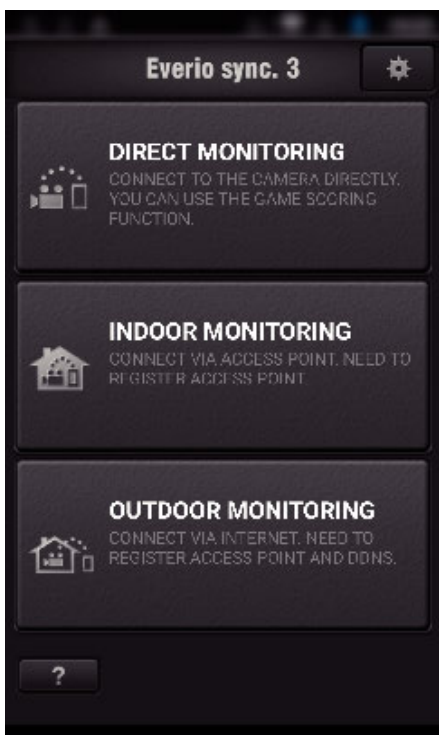 Everio sync. 3
DIRECT MONITORING
CONNECT TO THE CAMERA DIRECTLY.
YOU CAN USE THE GAME SCORING
FUNCTION.
INDOOR MONITORING
CONNECT VIA ACCESS POINT. NEED TO
REGISTER ACCESS POINT
OUTDOOR MONITORING
CONNECT VIA INTERNET. NEED TO
REGISTER ACCESS POINT AND DDNS.
?